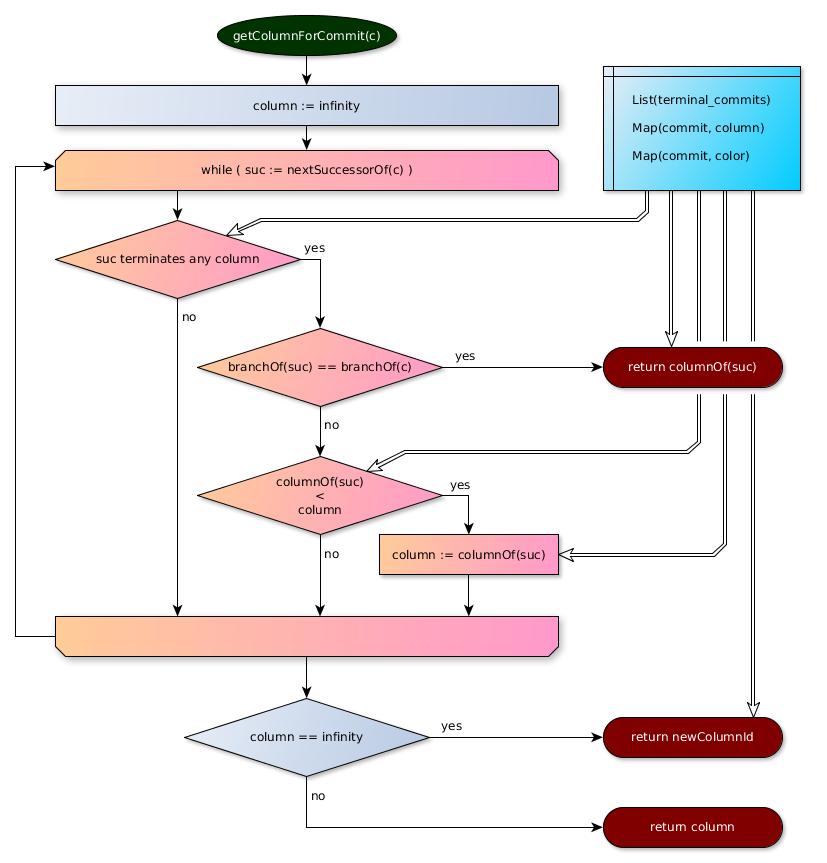 getColumnForCommit(c)
column := infinity
List(terminal_commits)
Map(commit, column)
Map(commit, color)
while ( suc := nextSuccessorOf(c) )
suc terminates any column
yes
no
branchOf(suc) == branchOf(c)
yes
return columnOf(suc)
no
columnOf(suc)
<
column
yes
no
column := columnOf(suc)
column == infinity
yes
return newColumnId
no
return column